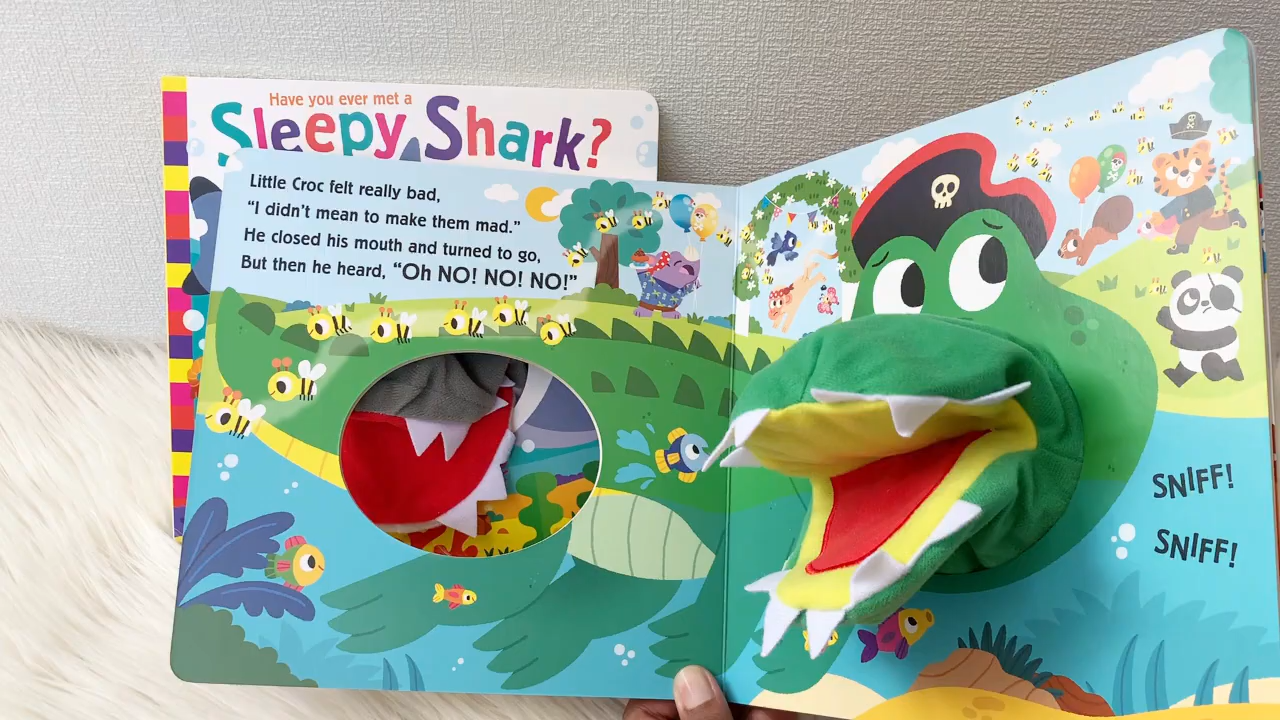 Have you ever met a
Sleepy Shark?
Little Croc felt really bad,
“I didn't mean to make them mad.”
He closed his mouth and turned to go,
But then he heard, “Oh NO! NO! NO!”
SNIFF!
SNIFF!